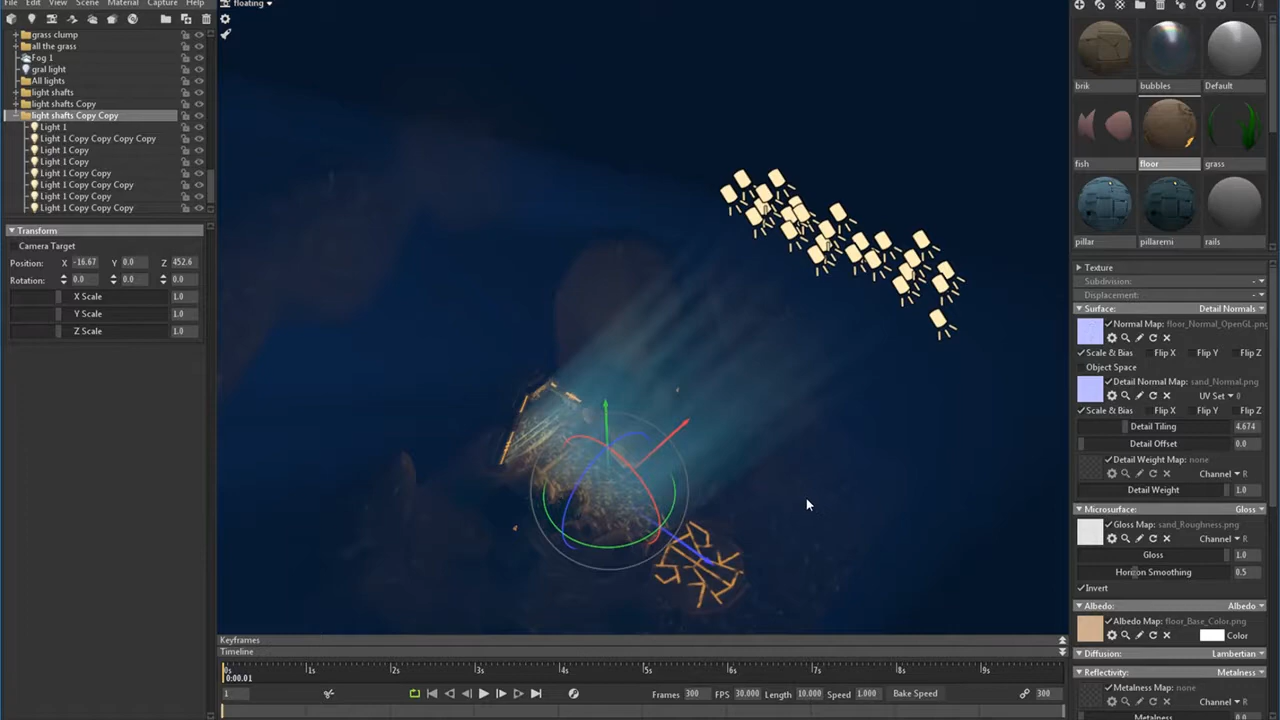 File Edit View Scene Material Capture Help
floating
grass clump
all the grass
Fog 1
gral light
All lights
light shafts
light shafts Copy
light shafts Copy Copy
Light 1
Light 1 Copy Copy Copy Copy
Light 1 Copy
Light 1 Copy
Light 1 Copy Copy
Light 1 Copy Copy Copy
Light 1 Copy Copy
Light 1 Copy Copy Copy
Transform
Camera Target
Position: X -16.67 Y 0.0 Z 452.6
Rotation: 0.0 0.0 0.0
X Scale 1.0
Y Scale 1.0
Z Scale 1.0
Keyframes
Timeline
0s 1s 2s 3s 4s 5s 6s 7s 8s 9s
0:00.01
1 Frames 300 FPS 30.000 Length 10.000 Speed 1.000 Bake Speed 300
brik bubbles Default
fish floor grass
pillar pillaremi rails
Texture
Subdivision: -
Displacement: -
Surface: Detail Normals
Normal Map: floor_Normal_OpenGL.png
Scale & Bias Flip X Flip Y Flip Z
Object Space
Detail Normal Map: sand_Normal.png
UV Set 0
Scale & Bias Flip X Flip Y Flip Z
Detail Tiling 4.674
Detail Offset 0.0
Detail Weight Map: none
Channel R
Detail Weight 1.0
Microsurface: Gloss
Gloss Map: sand_Roughness.png
Channel R
Gloss 1.0
Horizon Smoothing 0.5
Invert
Albedo: Albedo
Albedo Map: floor_Base_Color.png
Color
Diffusion: Lambertian
Reflectivity: Metalness
Metalness Map: none
Channel R
Metalness 0.0